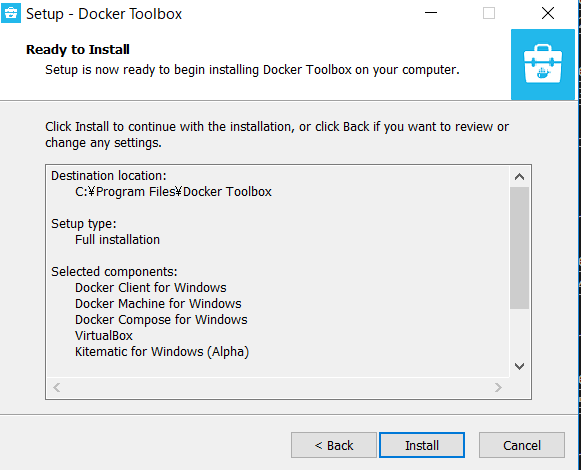 Setup - Docker Toolbox
Ready to Install
Setup is now ready to begin installing Docker Toolbox on your computer.
Click Install to continue with the installation, or click Back if you want to review or
change any settings.
Destination location:
C:¥Program Files¥Docker Toolbox
Setup type:
Full installation
Selected components:
Docker Client for Windows
Docker Machine for Windows
Docker Compose for Windows
VirtualBox
Kitematic for Windows (Alpha)
< Back
Install
Cancel